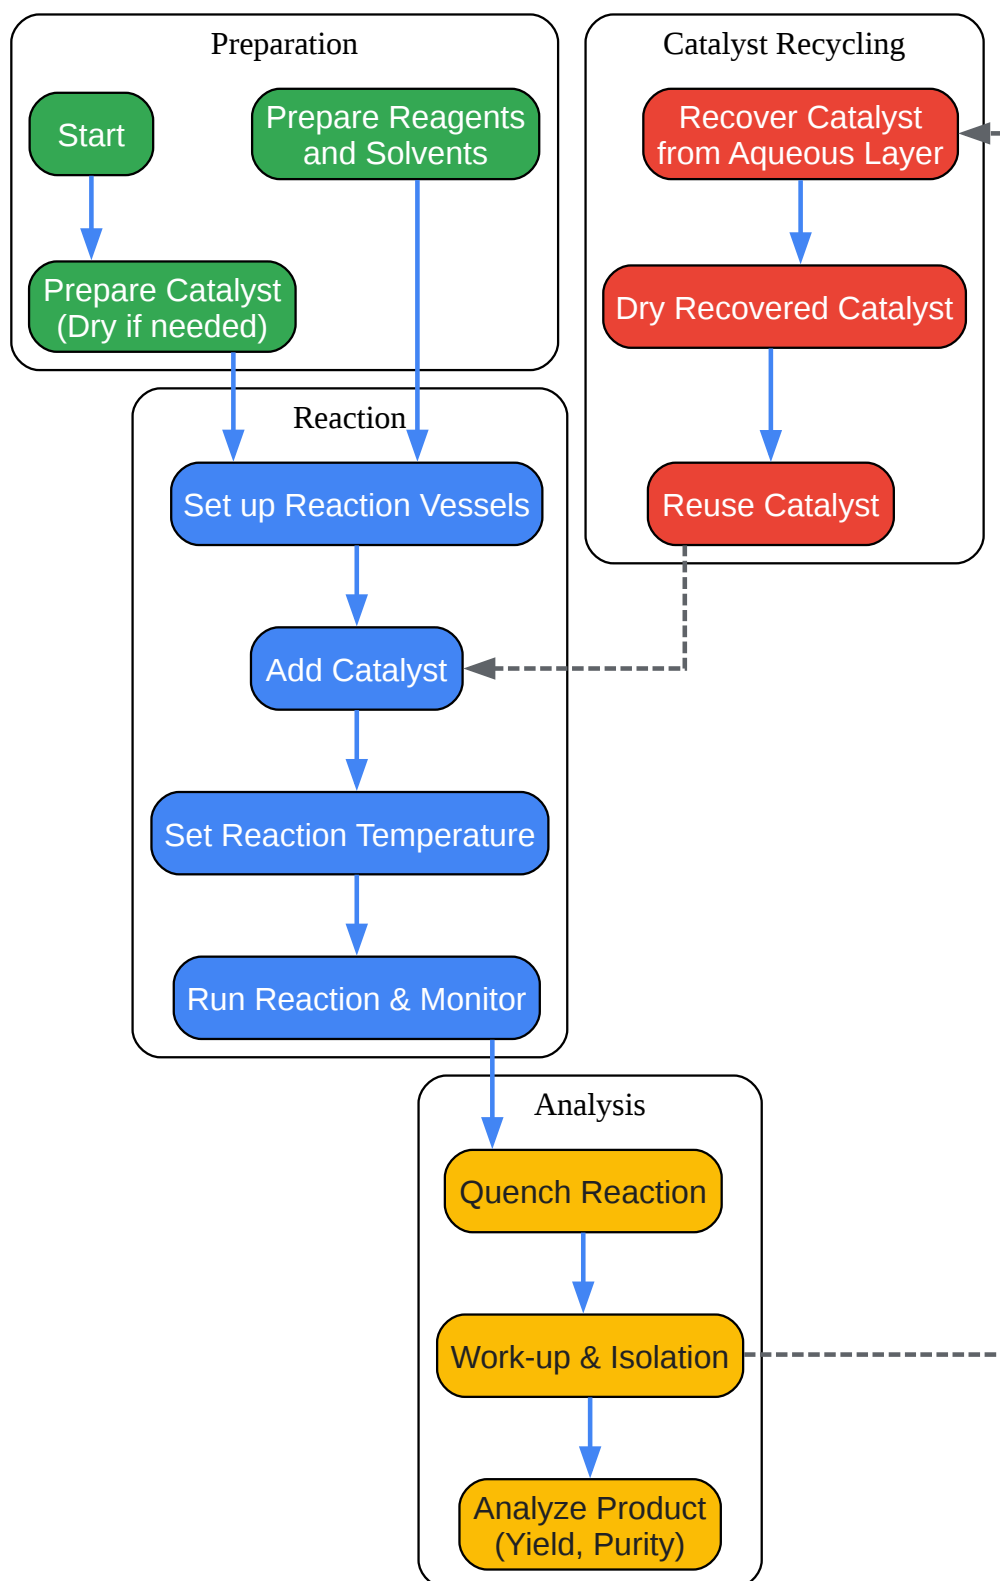 Preparation
Start
Prepare Reagents
and Solvents
Prepare Catalyst
(Dry if needed)
Catalyst Recycling
Recover Catalyst
from Aqueous Layer
Dry Recovered Catalyst
Reuse Catalyst
Reaction
Set up Reaction Vessels
Add Catalyst
Set Reaction Temperature
Run Reaction & Monitor
Analysis
Quench Reaction
Work-up & Isolation
Analyze Product
(Yield, Purity)